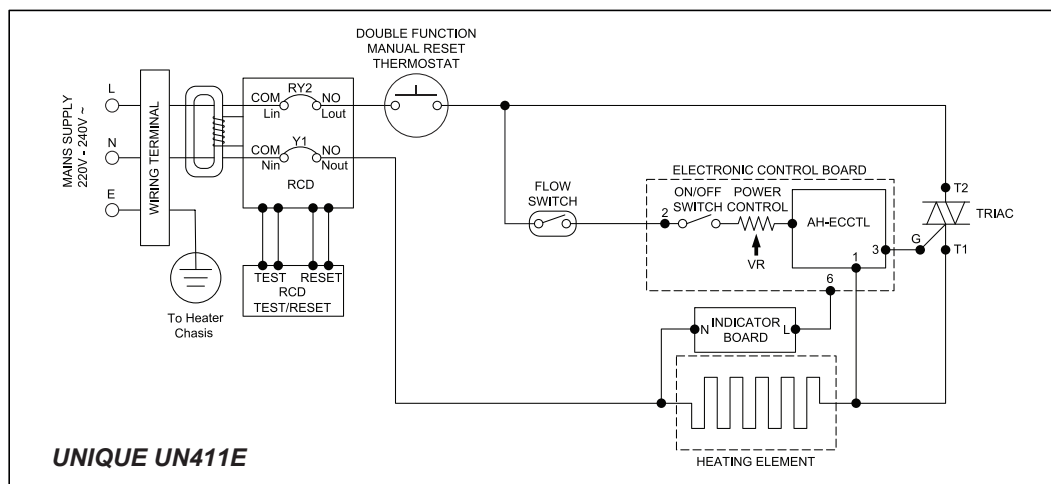 DOUBLE FUNCTION
MANUAL RESET
THERMOSTAT
MAINS SUPPLY
220V - 240V ~
L
N
E
WIRING TERMINAL
COM
Lin
RY2
NO
Lout
COM
Nin
Y1
NO
Nout
RCD
TEST
RESET
RCD
TEST/RESET
To Heater
Chasis
FLOW
SWITCH
ELECTRONIC CONTROL BOARD
2
ON/OFF
SWITCH
POWER
CONTROL
VR
AH-ECCTL
3
1
6
G
T2
TRIAC
T1
N
INDICATOR
BOARD
L
HEATING ELEMENT
UNIQUE UN411E